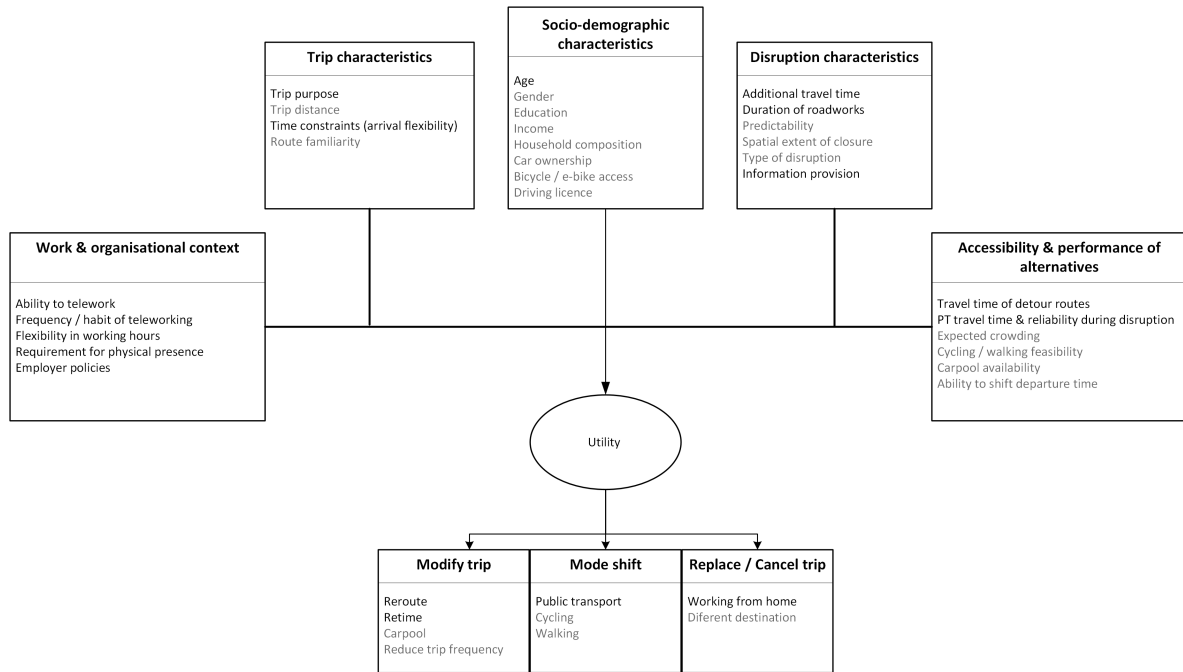 Socio-demographic
characteristics
Age
Gender
Education
Income
Household composition
Car ownership
Bicycle / e-bike access
Driving licence
Trip characteristics
Trip purpose
Trip distance
Time constraints (arrival flexibility)
Route familiarity
Disruption characteristics
Additional travel time
Duration of roadworks
Predictability
Spatial extent of closure
Type of disruption
Information provision
Work & organisational context
Ability to telework
Frequency / habit of teleworking
Flexibility in working hours
Requirement for physical presence
Employer policies
Accessibility & performance of
alternatives
Travel time of detour routes
PT travel time & reliability during disruption
Expected crowding
Cycling / walking feasibility
Carpool availability
Ability to shift departure time
Utility
Modify trip
Reroute
Retime
Carpool
Reduce trip frequency
Mode shift
Public transport
Cycling
Walking
Replace / Cancel trip
Working from home
Diferent destination